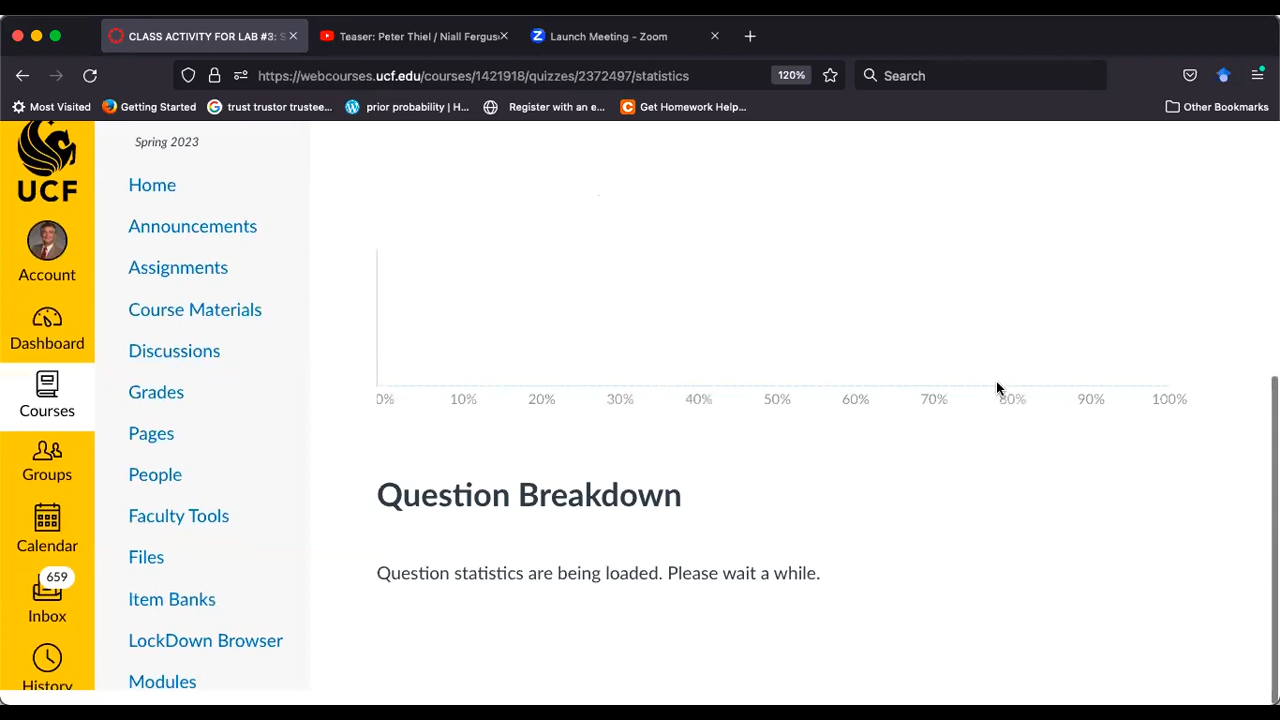 CLASS ACTIVITY FOR LAB #3: S
Teaser: Peter Thiel / Niall Fergus
Launch Meeting - Zoom
https://webcourses.ucf.edu/courses/1421918/quizzes/2372497/statistics
120%
Search
Most Visited
Getting Started
trust trustor trustee...
prior probability | H...
Register with an e...
Get Homework Help...
Other Bookmarks
UCF
Account
Dashboard
Courses
Groups
Calendar
659
Inbox
History
Spring 2023
Home
Announcements
Assignments
Course Materials
Discussions
Grades
Pages
People
Faculty Tools
Files
Item Banks
LockDown Browser
Modules
0% 10% 20% 30% 40% 50% 60% 70% 80% 90% 100%
Question Breakdown
Question statistics are being loaded. Please wait a while.